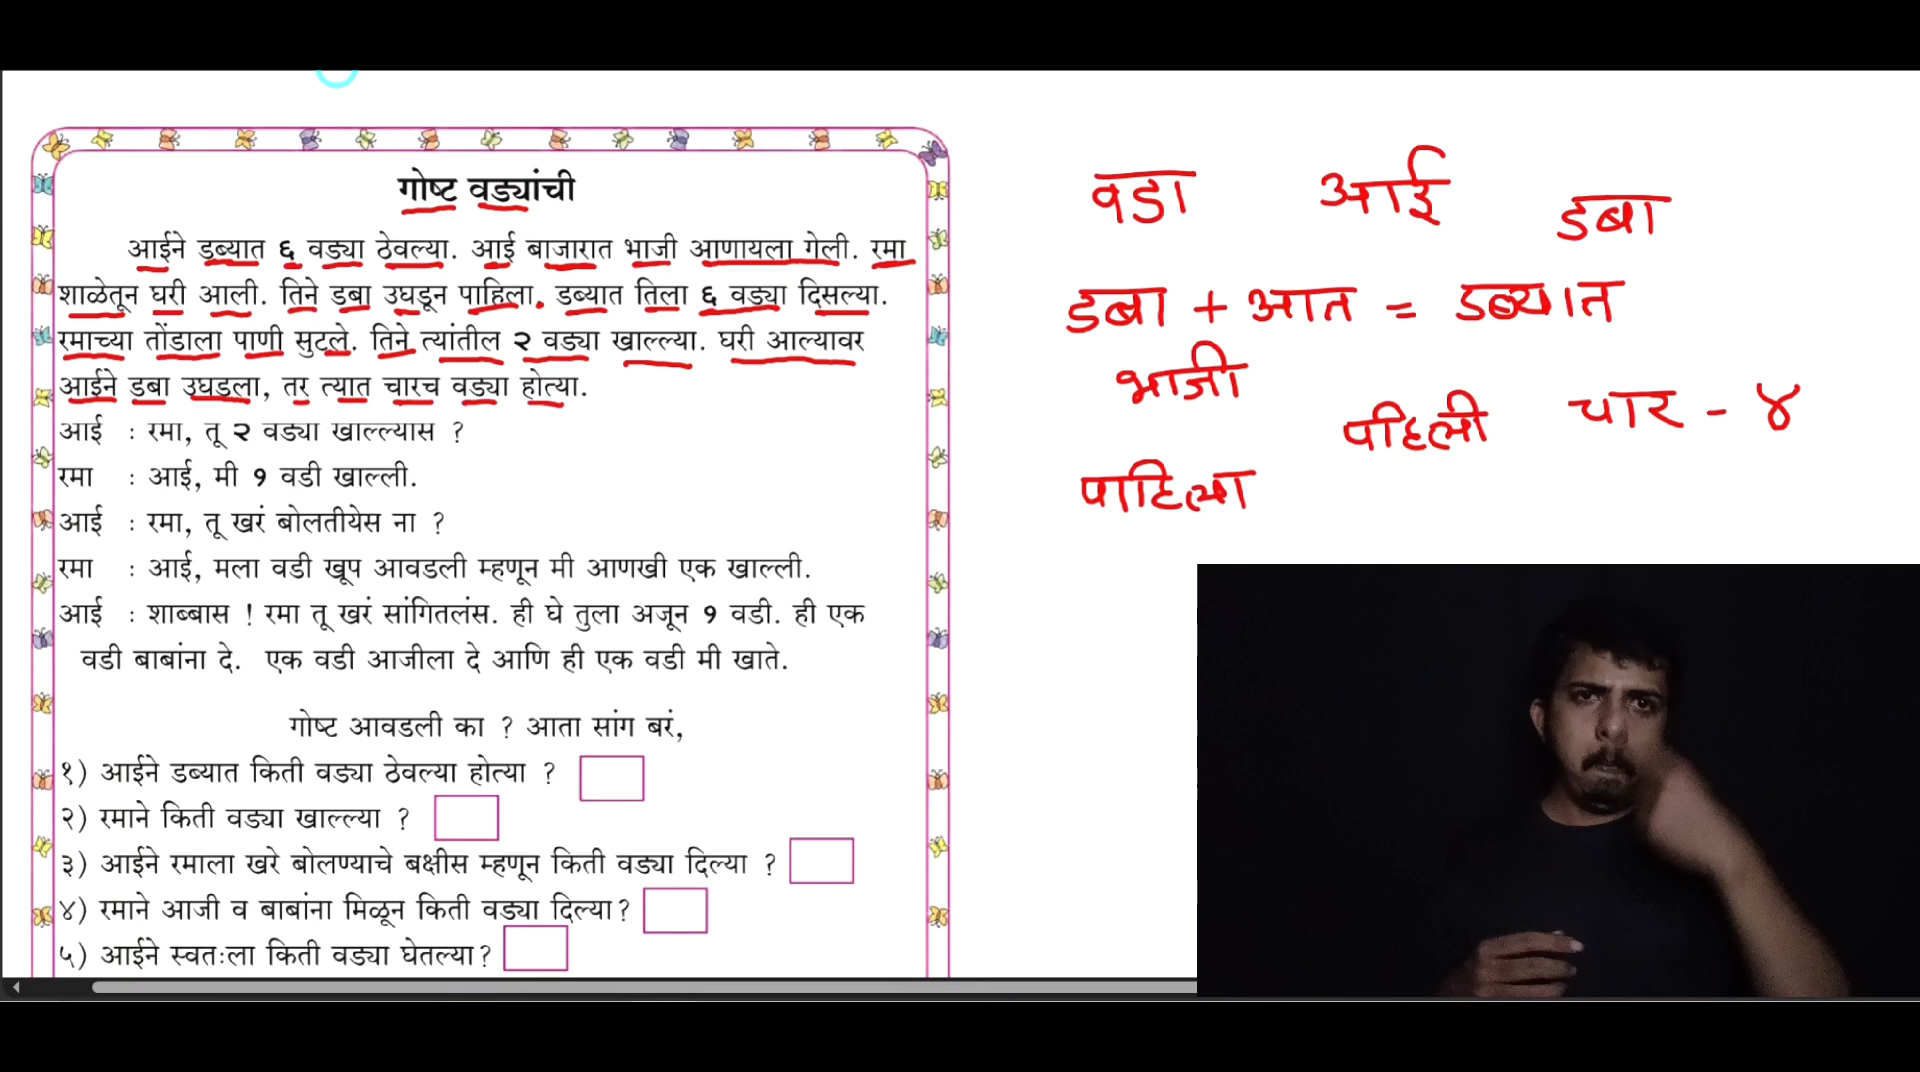 गोष्ट वड्यांची
आईने डब्यात ६ वड्या ठेवल्या. आई बाजारात भाजी आणायला गेली. रमा
शाळेतून घरी आली. तिने डबा उघडून पाहिला. डब्यात तिला ६ वड्या दिसल्या.
रमाच्या तोंडाला पाणी सुटले. तिने त्यांतील २ वड्या खाल्ल्या. घरी आल्यावर
आईने डबा उघडला, तर त्यात चारच वड्या होत्या.
आई : रमा, तू २ वड्या खाल्ल्यास ?
रमा : आई, मी १ वडी खाल्ली.
आई : रमा, तू खरं बोलतीयेस ना ?
रमा : आई, मला वडी खूप आवडली म्हणून मी आणखी एक खाल्ली.
आई : शाब्बास ! रमा तू खरं सांगितलंस. ही घे तुला अजून १ वडी. ही एक
वडी बाबांना दे. एक वडी आजीला दे आणि ही एक वडी मी खाते.
गोष्ट आवडली का ? आता सांग बरं,
१) आईने डब्यात किती वड्या ठेवल्या होत्या ?
२) रमाने किती वड्या खाल्ल्या ?
३) आईने रमाला खरे बोलण्याचे बक्षीस म्हणून किती वड्या दिल्या ?
४) रमाने आजी व बाबांना मिळून किती वड्या दिल्या?
५) आईने स्वतःला किती वड्या घेतल्या?
वडा आई डबा
डबा + आत = डब्यात
भाजी
पहिली चार - ४
पाहिला